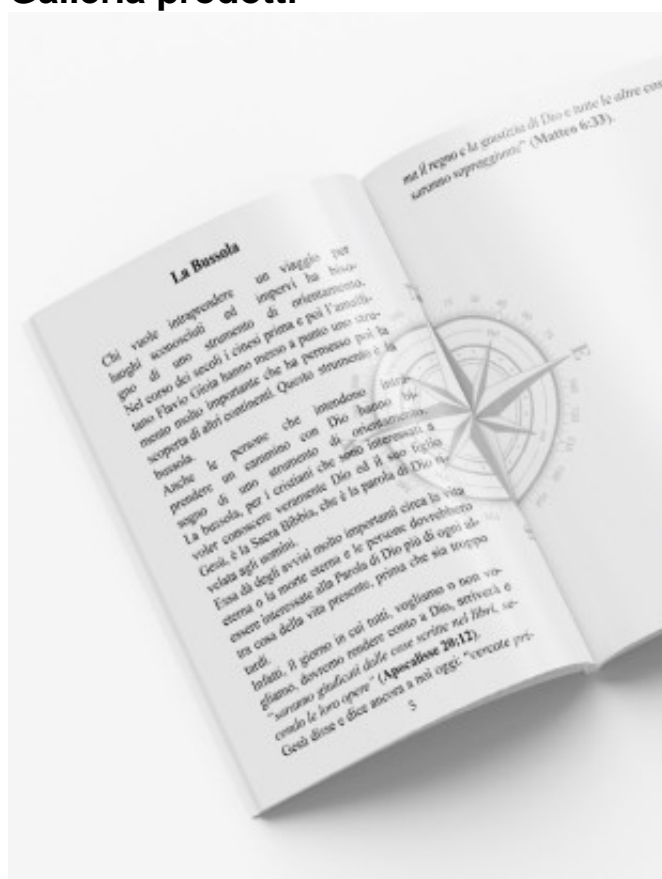 Galleria prodotti
La Bussola
Chi vuole intraprendere un viaggio per
luoghi sconosciuti ed impervi ha biso-
gno di uno strumento di orientamento.
Nel corso dei secoli i cinesi prima e poi l'amalfi-
tano Flavio Gioia hanno messo a punto uno stru-
mento molto importante che ha permesso poi la
scoperta di altri continenti. Questo strumento è la
bussola.
Anche le persone che intendono intra-
prendere un cammino con Dio hanno bi-
sogno di uno strumento di orientamento.
La bussola, per i cristiani che sono interessati a
voler conoscere veramente Dio ed il suo figlio
Gesù, è la Sacra Bibbia, che è la parola di Dio ri-
velata agli uomini.
Essa dà degli avvisi molto importanti circa la vita
eterna o la morte eterna e le persone dovrebbero
essere interessate alla Parola di Dio più di ogni al-
tra cosa della vita presente, prima che sia troppo
tardi.
Infatti, il giorno in cui tutti, vogliamo o non vo-
gliamo, dovremo rendere conto a Dio, arriverà e
"saranno giudicati dalle cose scritte nei libri, se-
condo le loro opere" (Apocalisse 20:12).
Gesù disse e dice ancora a noi oggi: "cercate pri-
5
ma il regno e la giustizia di Dio e tutte le altre cose
saranno sopraggiunte" (Matteo 6:33).
E